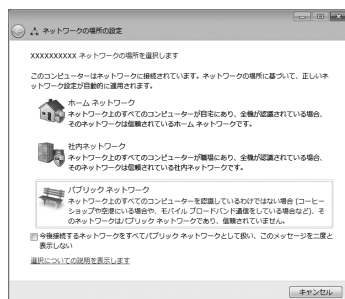 ネットワークの場所の設定
XXXXXXXXXX ネットワークの場所を選択します
このコンピューターはネットワークに接続されています。ネットワークの場所に基づいて、正しいネ
ットワーク設定が自動的に適用されます。
ホーム ネットワーク
ネットワーク上のすべてのコンピューターが自宅にあり、全機が認識されている場合、
そのネットワークは信頼されているホーム ネットワークです。
社内ネットワーク
ネットワーク上のすべてのコンピューターが職場にあり、全機が認識されている場合、
そのネットワークは信頼されている社内ネットワークです。
パブリック ネットワーク
ネットワーク上のすべてのコンピューターを認識しているわけではない場合 (コーヒー
ショップや空港にいる場合や、モバイル ブロードバンド通信をしている場合など)、そ
のネットワークはパブリック ネットワークであり、信頼されていません。
今後接続するネットワークをすべてパブリック ネットワークとして扱い、このメッセージを二度と
表示しない
選択についての説明を表示します
キャンセル